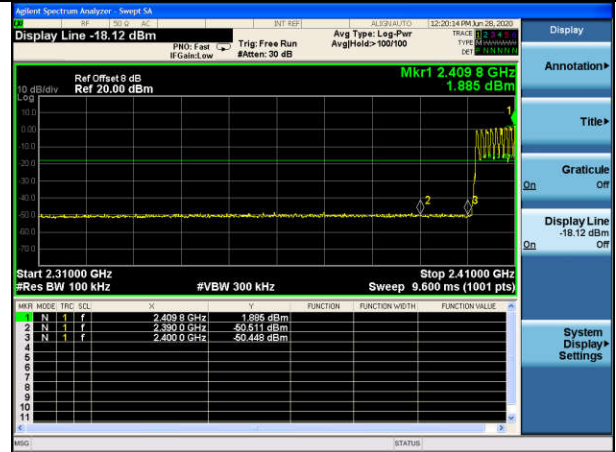 Agilent Spectrum Analyzer - Swept SA
RF 50 Ω AC INT REF ALIGNAUTO 12:20:14 PM Jun 28, 2020
Display Line -18.12 dBm
PNO: Fast
IFGain:Low
Trig: Free Run
#Atten: 30 dB
Avg Type: Log-Pwr
Avg|Hold:> 100/100
TRACE 1 2 3 4 5 6
TYPE
DET P N N N N N
Display
Ref Offset 8 dB
10 dB/div Ref 20.00 dBm
Log
Mkr1 2.409 8 GHz
1.885 dBm
10.0
0.00
-10.0
-20.0
-30.0
-40.0
-50.0
-60.0
-70.0
1
2
3
Start 2.31000 GHz Stop 2.41000 GHz
#Res BW 100 kHz #VBW 300 kHz Sweep 9.600 ms (1001 pts)
MKR MODE TRC SCL X Y FUNCTION FUNCTION WIDTH FUNCTION VALUE
1 N 1 f 2.409 8 GHz 1.885 dBm
2 N 1 f 2.390 0 GHz -50.511 dBm
3 N 1 f 2.400 0 GHz -50.448 dBm
4
5
6
7
8
9
10
11
MSG STATUS
Annotation
Title
Graticule
On Off
Display Line
-18.12 dBm
On Off
System
Display
Settings